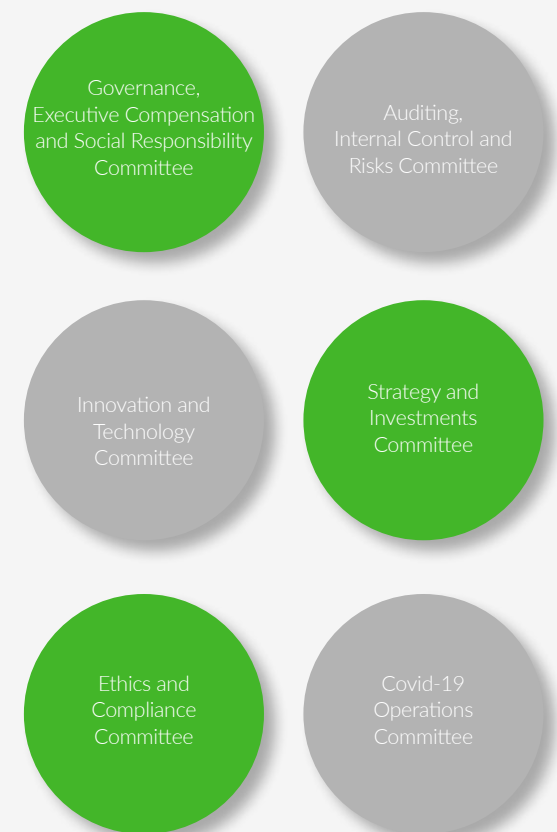 Governance,
Executive Compensation
and Social Responsibility
Committee
Auditing,
Internal Control and
Risks Committee
Innovation and
Technology
Committee
Strategy and
Investments
Committee
Ethics and
Compliance
Committee
Covid-19
Operations
Committee